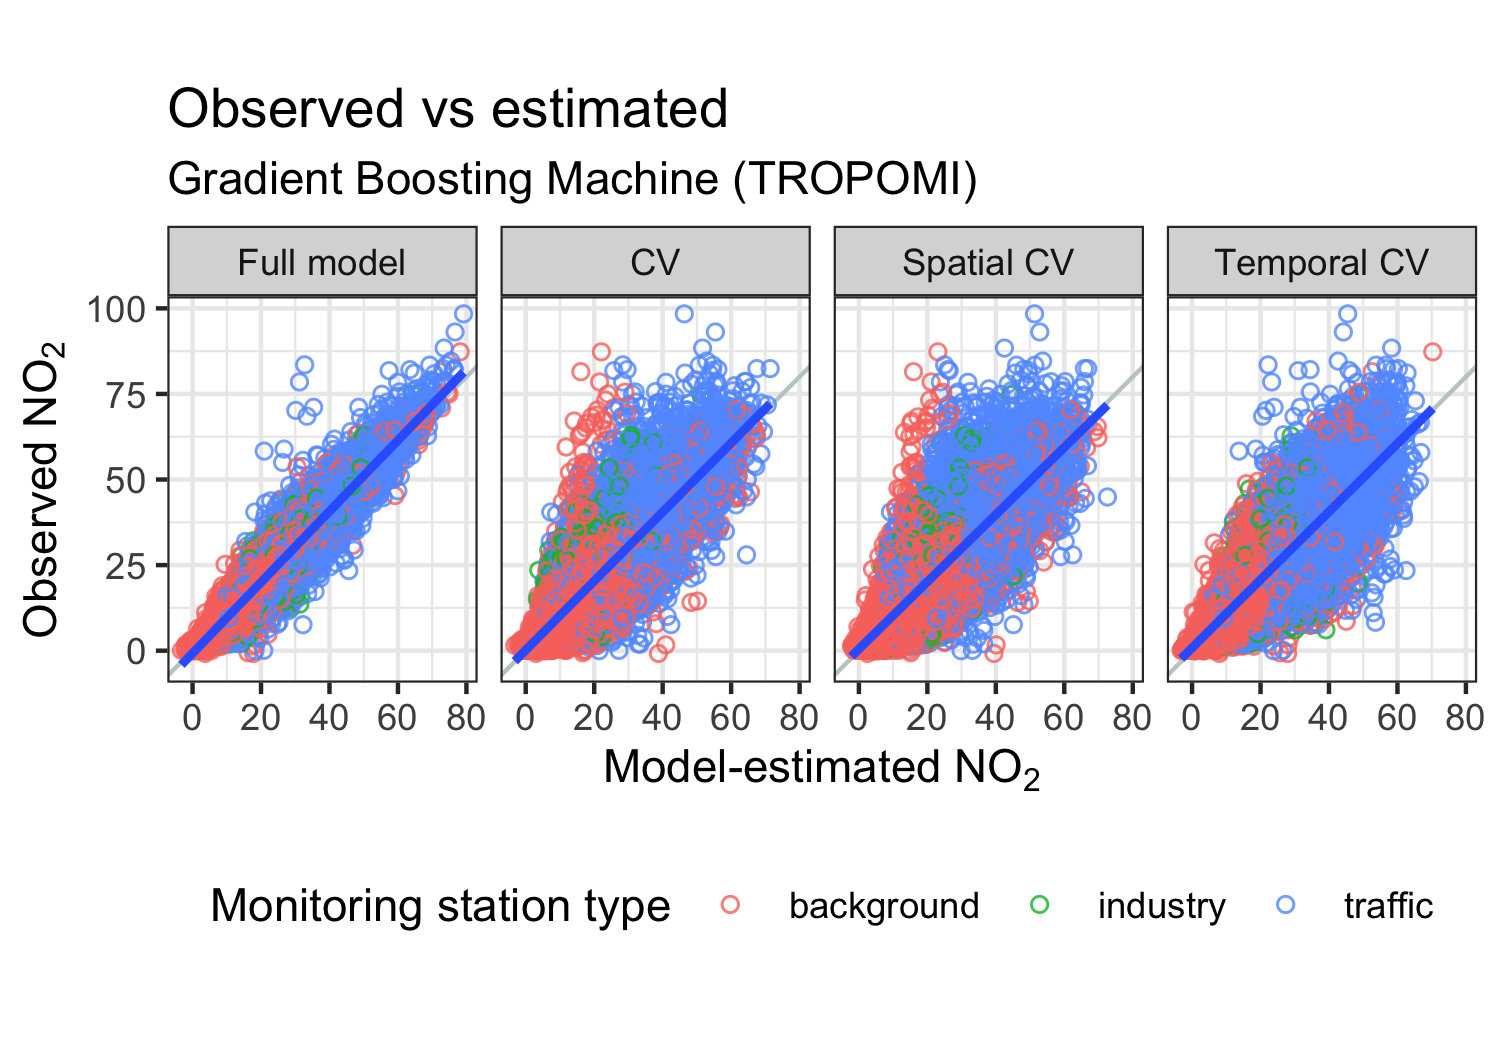 Observed vs estimated
Gradient Boosting Machine (TROPOMI)
Full model CV Spatial CV Temporal CV
100
75
50
25
0
Observed NO₂
0 20 40 60 80 0 20 40 60 80 0 20 40 60 80 0 20 40 60 80
Model-estimated NO₂
Monitoring station type background industry traffic